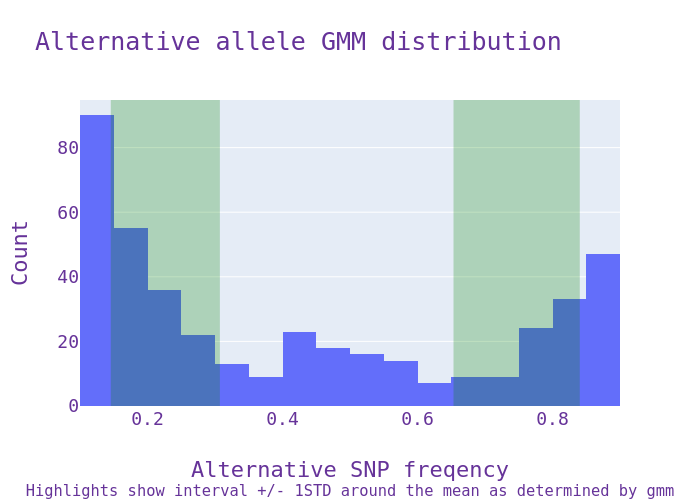 Alternative allele GMM distribution
80
60
40
20
0
Count
0.2
0.4
0.6
0.8
Alternative SNP freqency
Highlights show interval +/- 1STD around the mean as determined by gmm